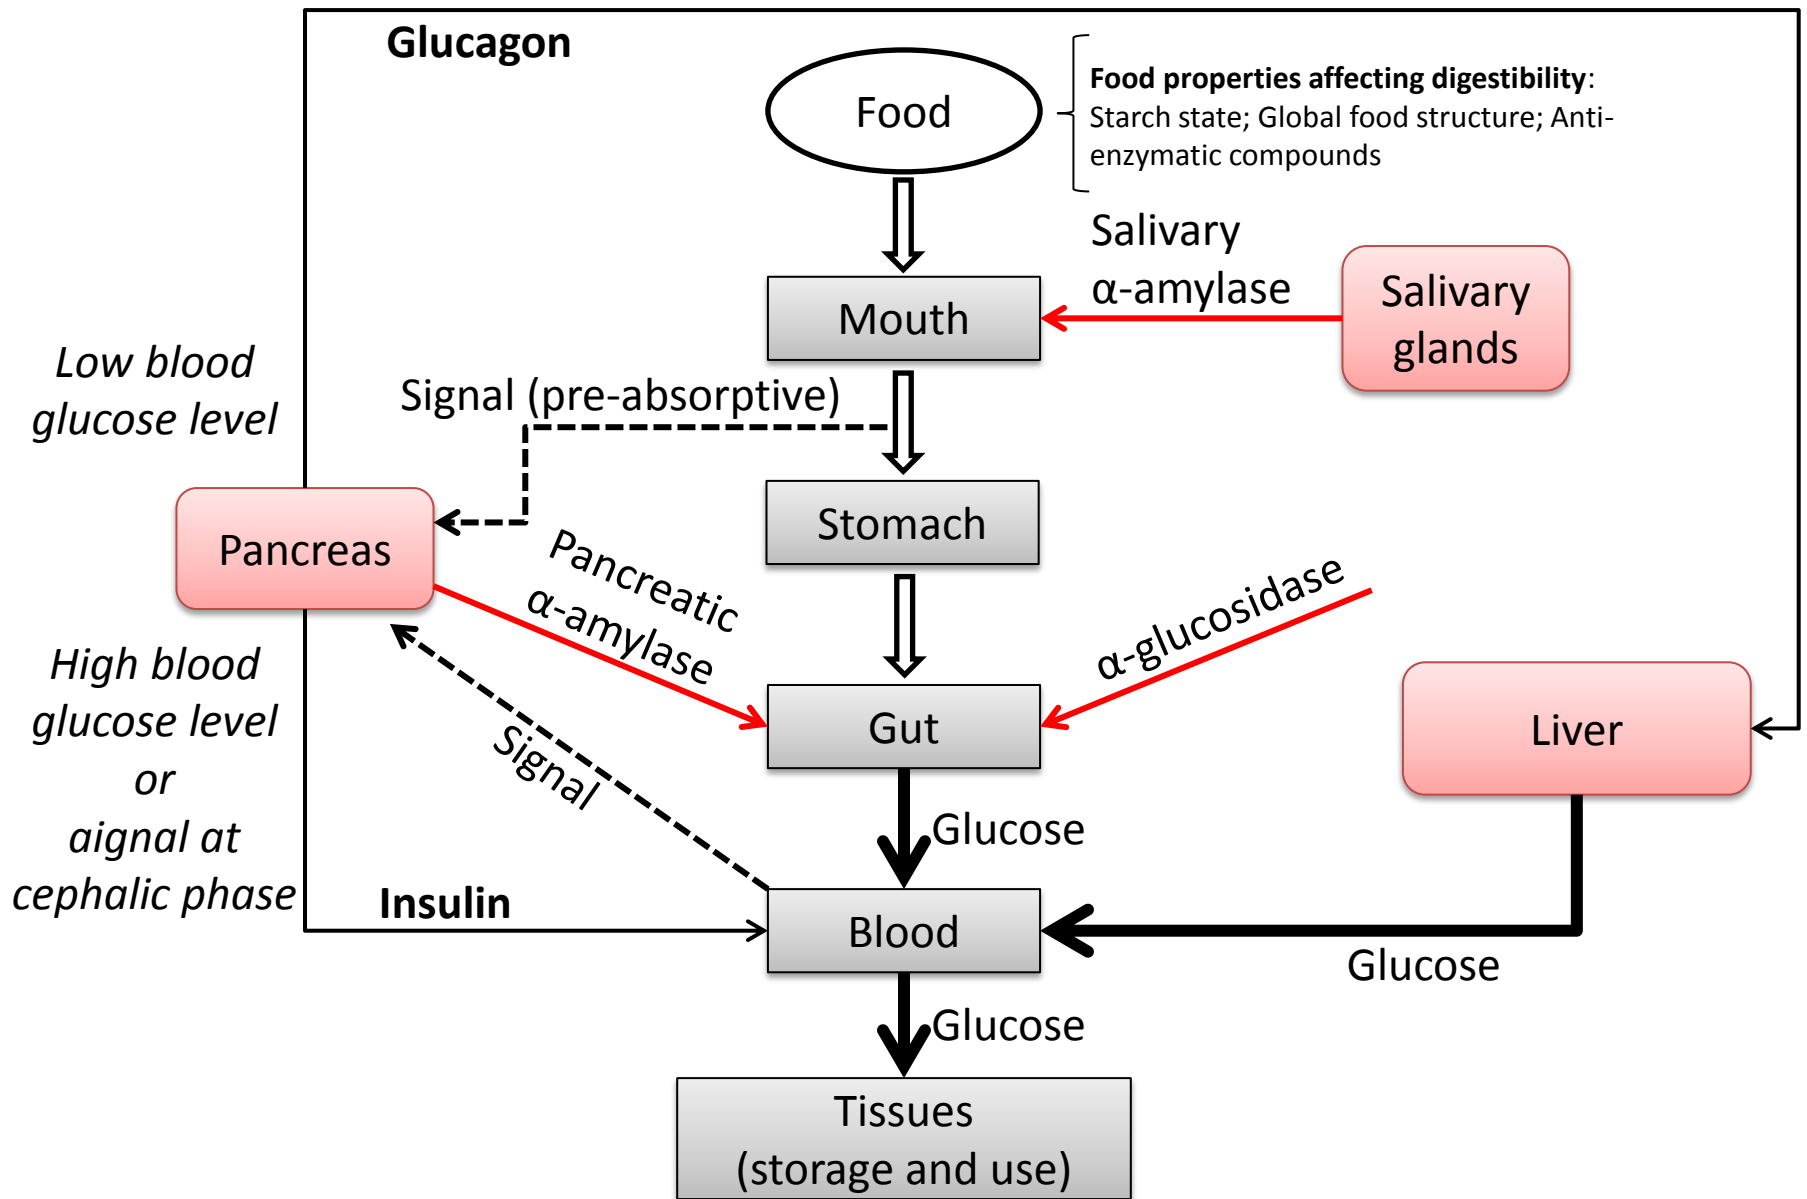 Glucagon
Food
Food properties affecting digestibility:
Starch state; Global food structure; Anti-
enzymatic compounds
Salivary
α-amylase
Salivary
glands
Mouth
Low blood
glucose level
Signal (pre-absorptive)
Stomach
Pancreas
Pancreatic
α-amylase
α-glucosidase
High blood
glucose level
or
aignal at
cephalic phase
Signal
Gut
Liver
Glucose
Insulin
Blood
Glucose
Glucose
Tissues
(storage and use)